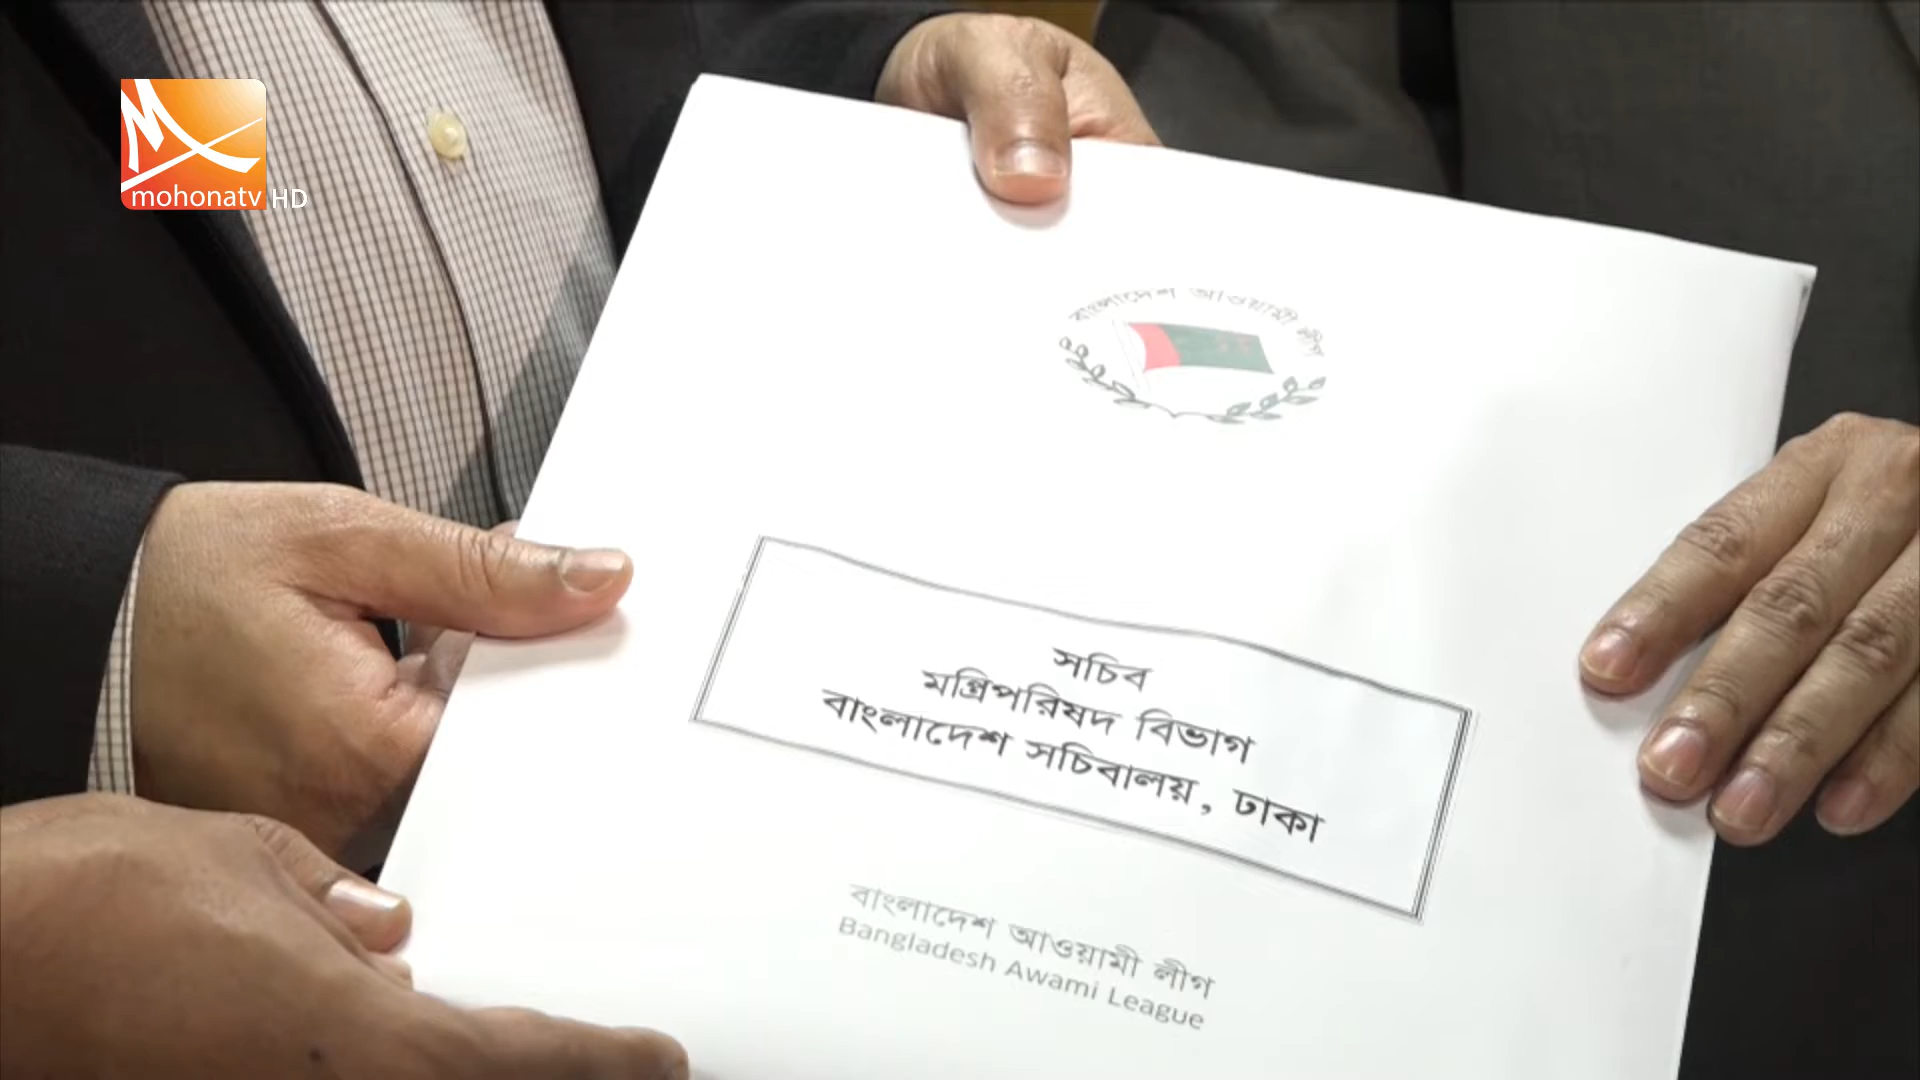 mohonatv HD
বাংলাদেশ আওয়ামী লীগ
সচিব
মন্ত্রিপরিষদ বিভাগ
বাংলাদেশ সচিবালয়, ঢাকা
বাংলাদেশ আওয়ামী লীগ
Bangladesh Awami League